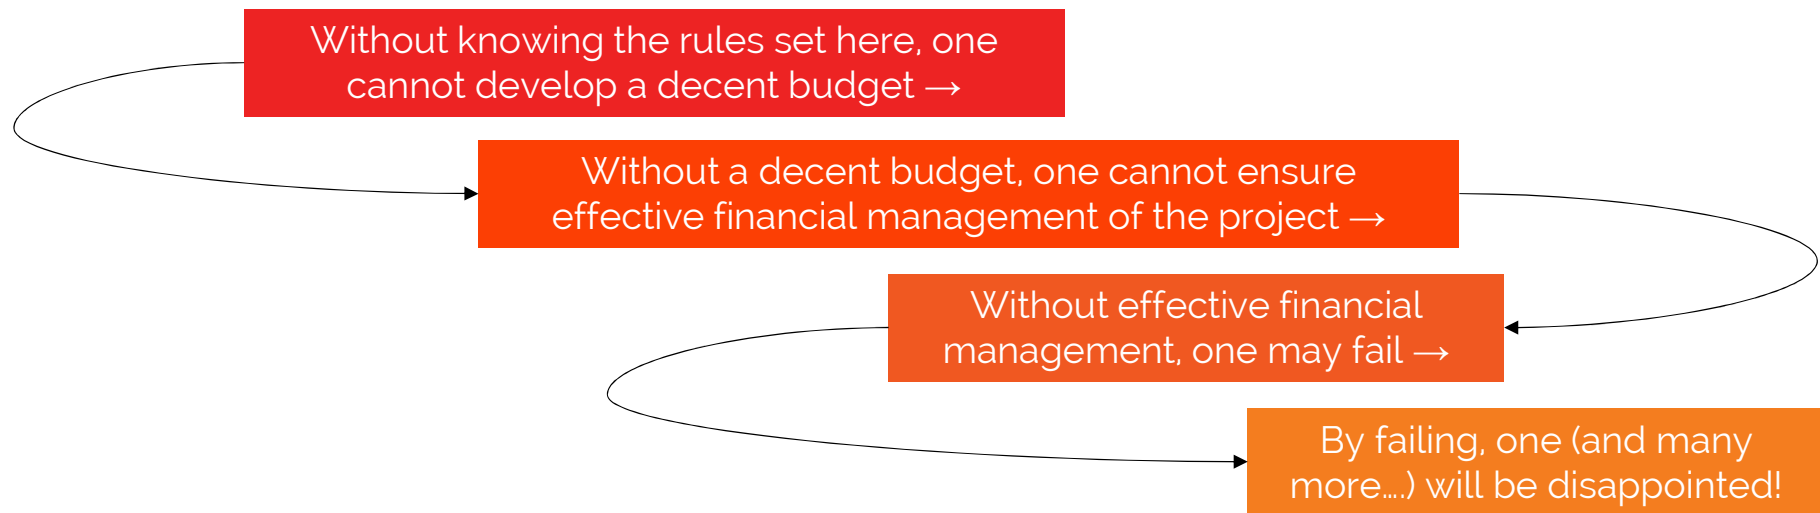 Without knowing the rules set here, one
cannot develop a decent budget →
Without a decent budget, one cannot ensure
effective financial management of the project →
Without effective financial
management, one may fail →
By failing, one (and many
more....) will be disappointed!